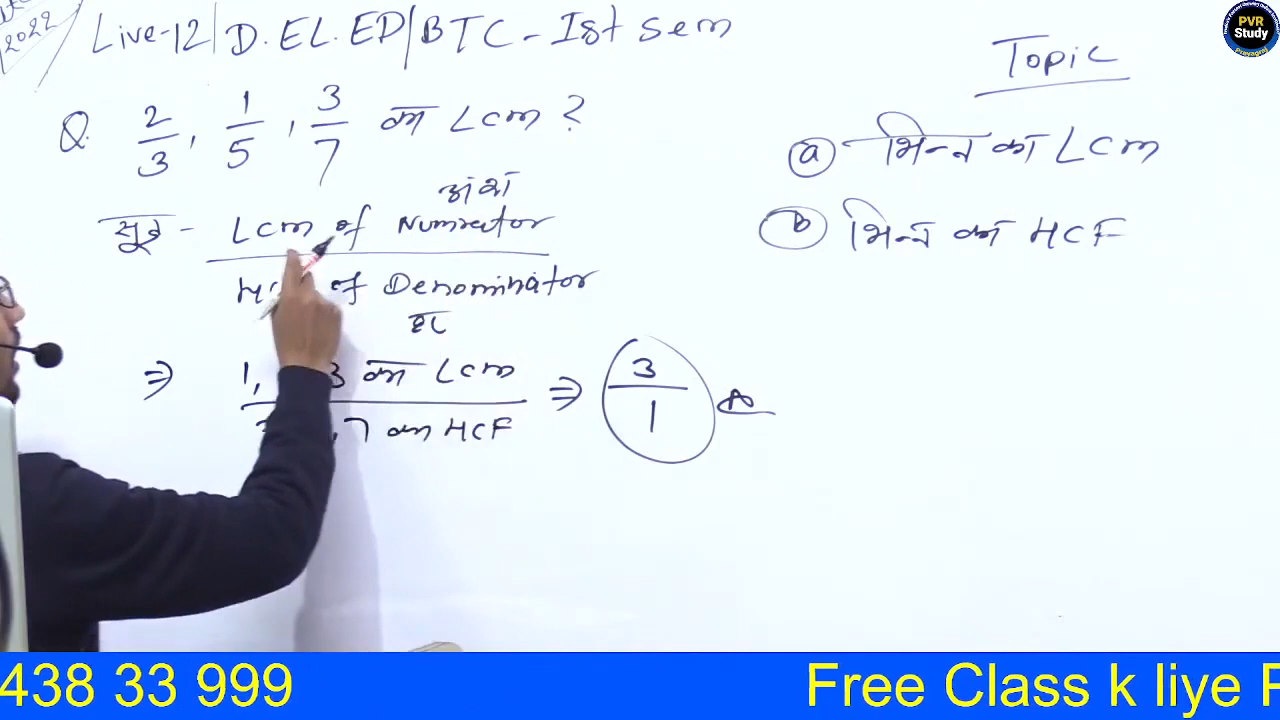 2022
Live-12 | D.EL.ED | BTC - Ist Sem
Topic
Q. 2/3, 1/5, 3/7 का Lcm ?
(a) भिन्न का LCm
(b) भिन्न का HCF
अंश
सूत्र - Lcm of Numrator
of Denominator
हर
⇒ 1, 3 का Lcm ⇒ 3/1 A
, 7 का HCF
PVR
Study
Prayagraj
438 33 999
Free Class k liye P